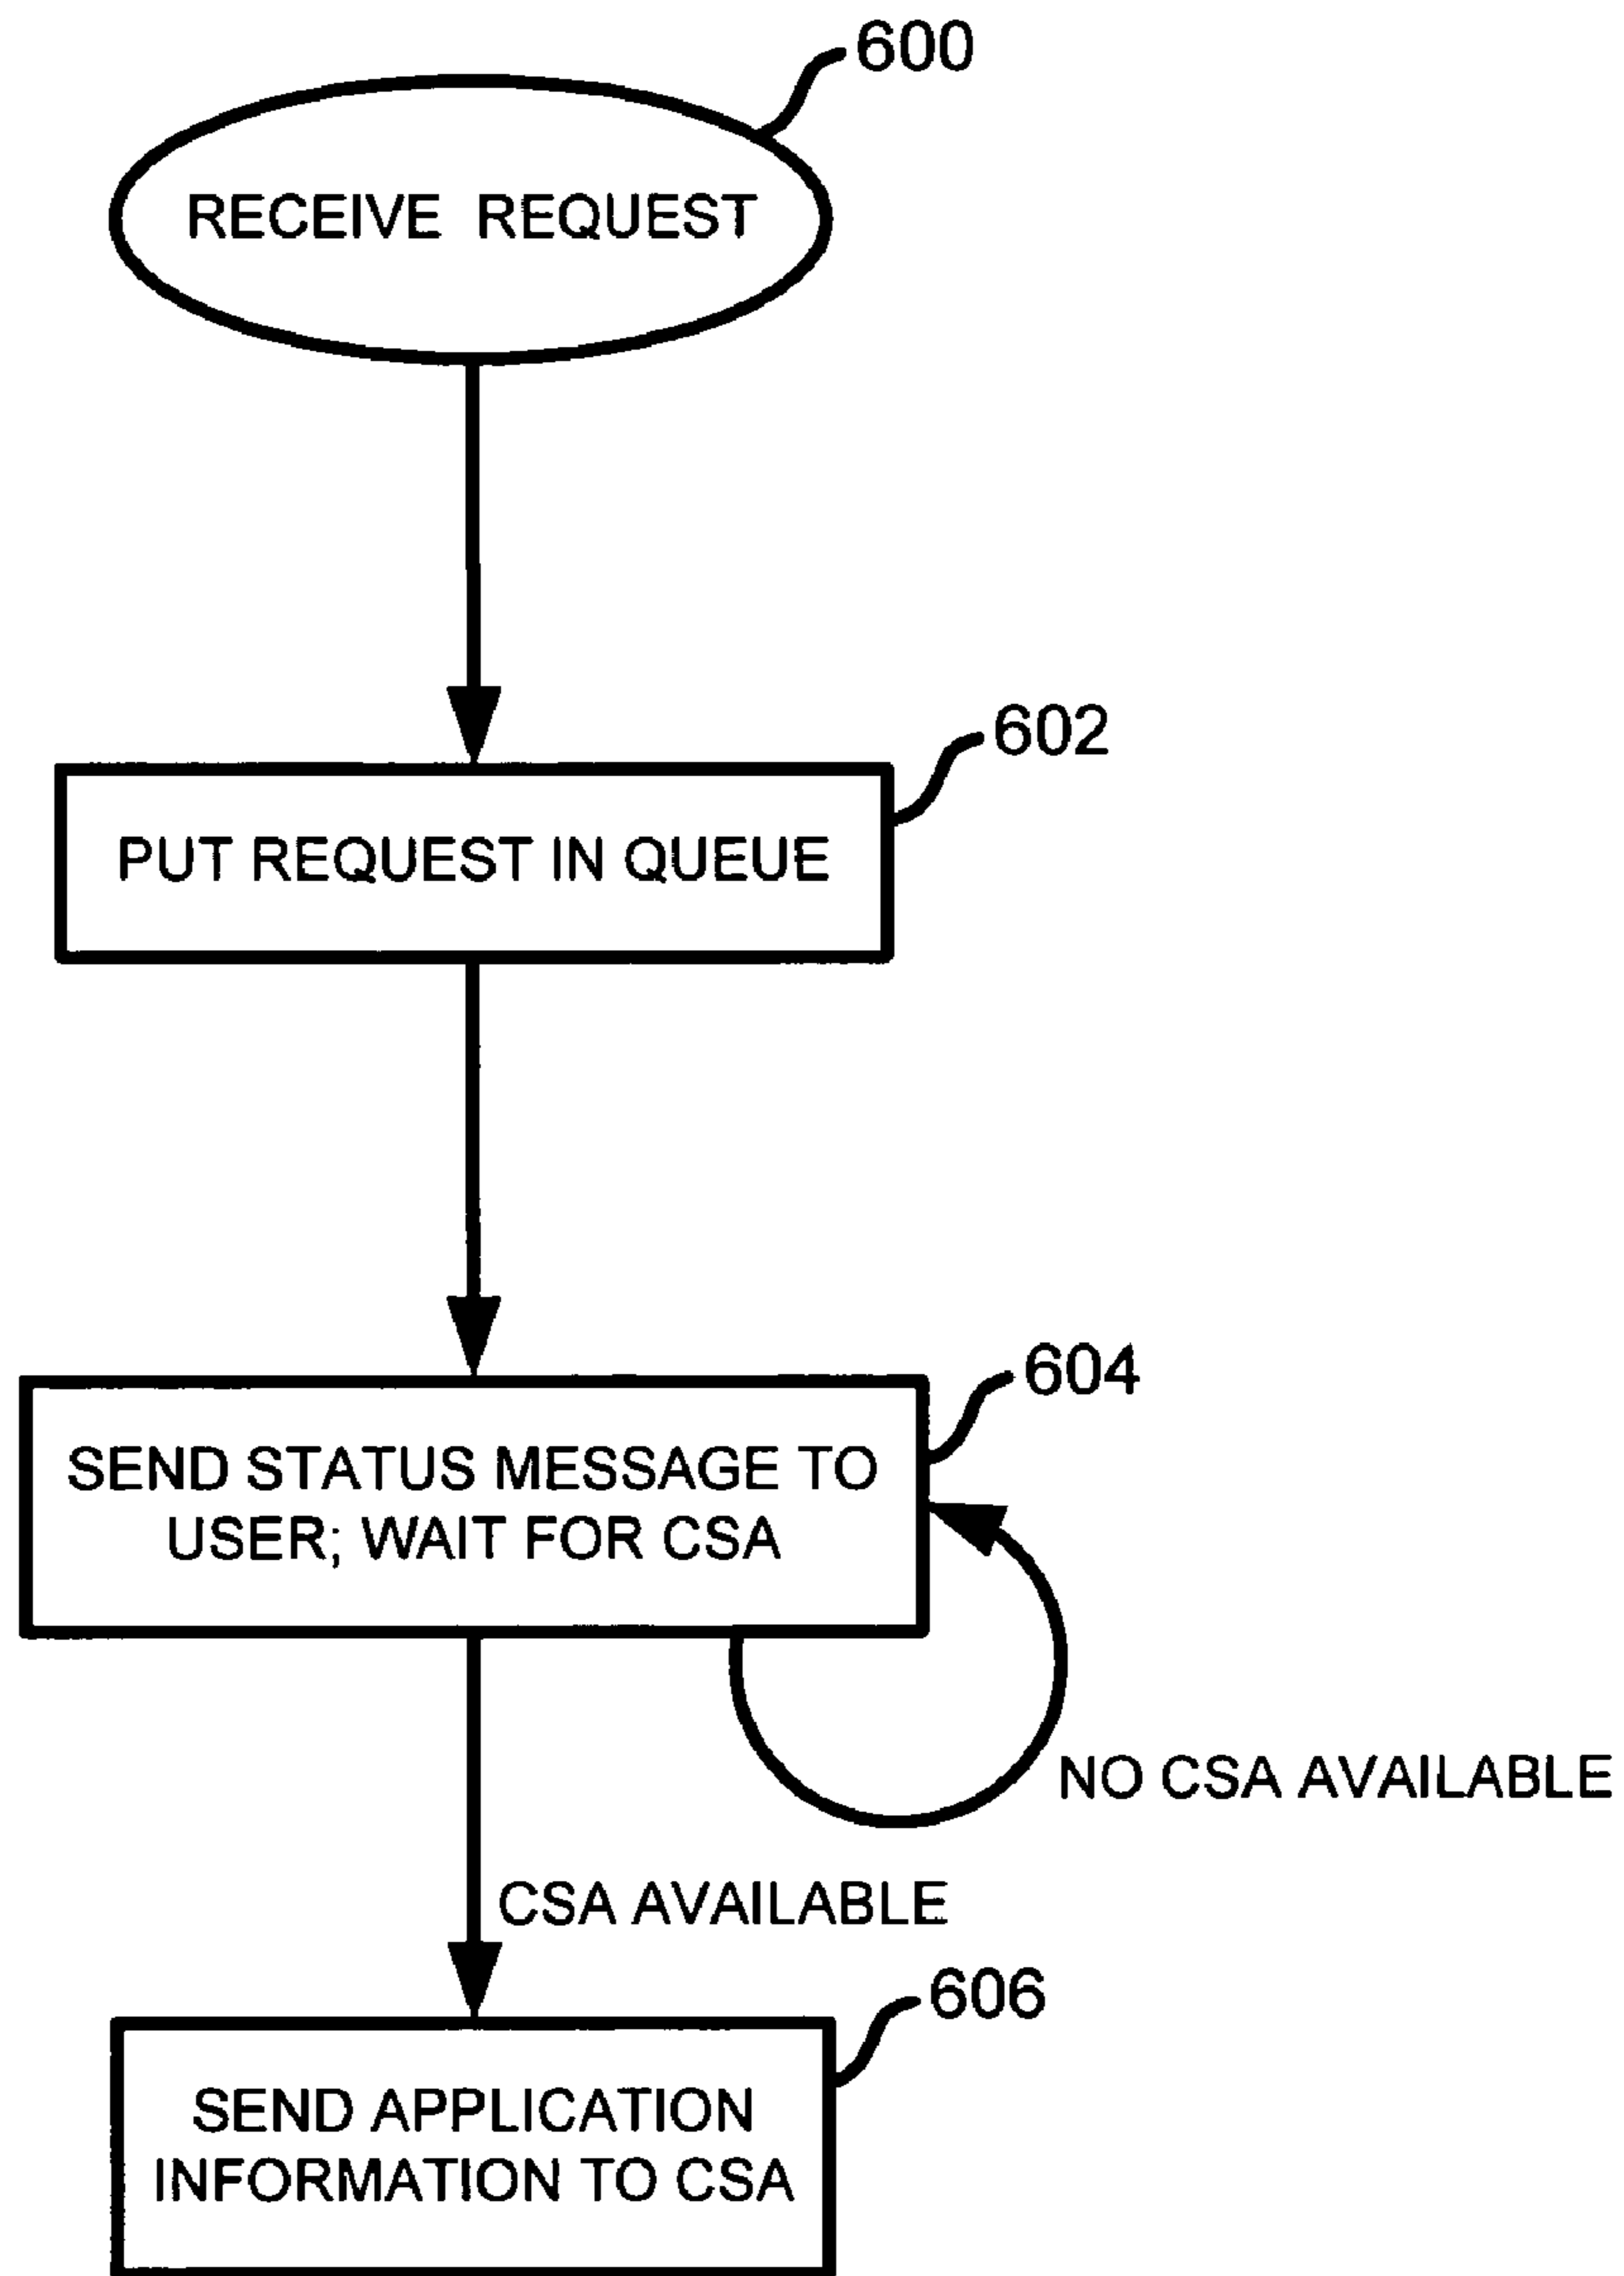 600
RECEIVE REQUEST
602
PUT REQUEST IN QUEUE
604
SEND STATUS MESSAGE TO
USER; WAIT FOR CSA
NO CSA AVAILABLE
CSA AVAILABLE
606
SEND APPLICATION
INFORMATION TO CSA